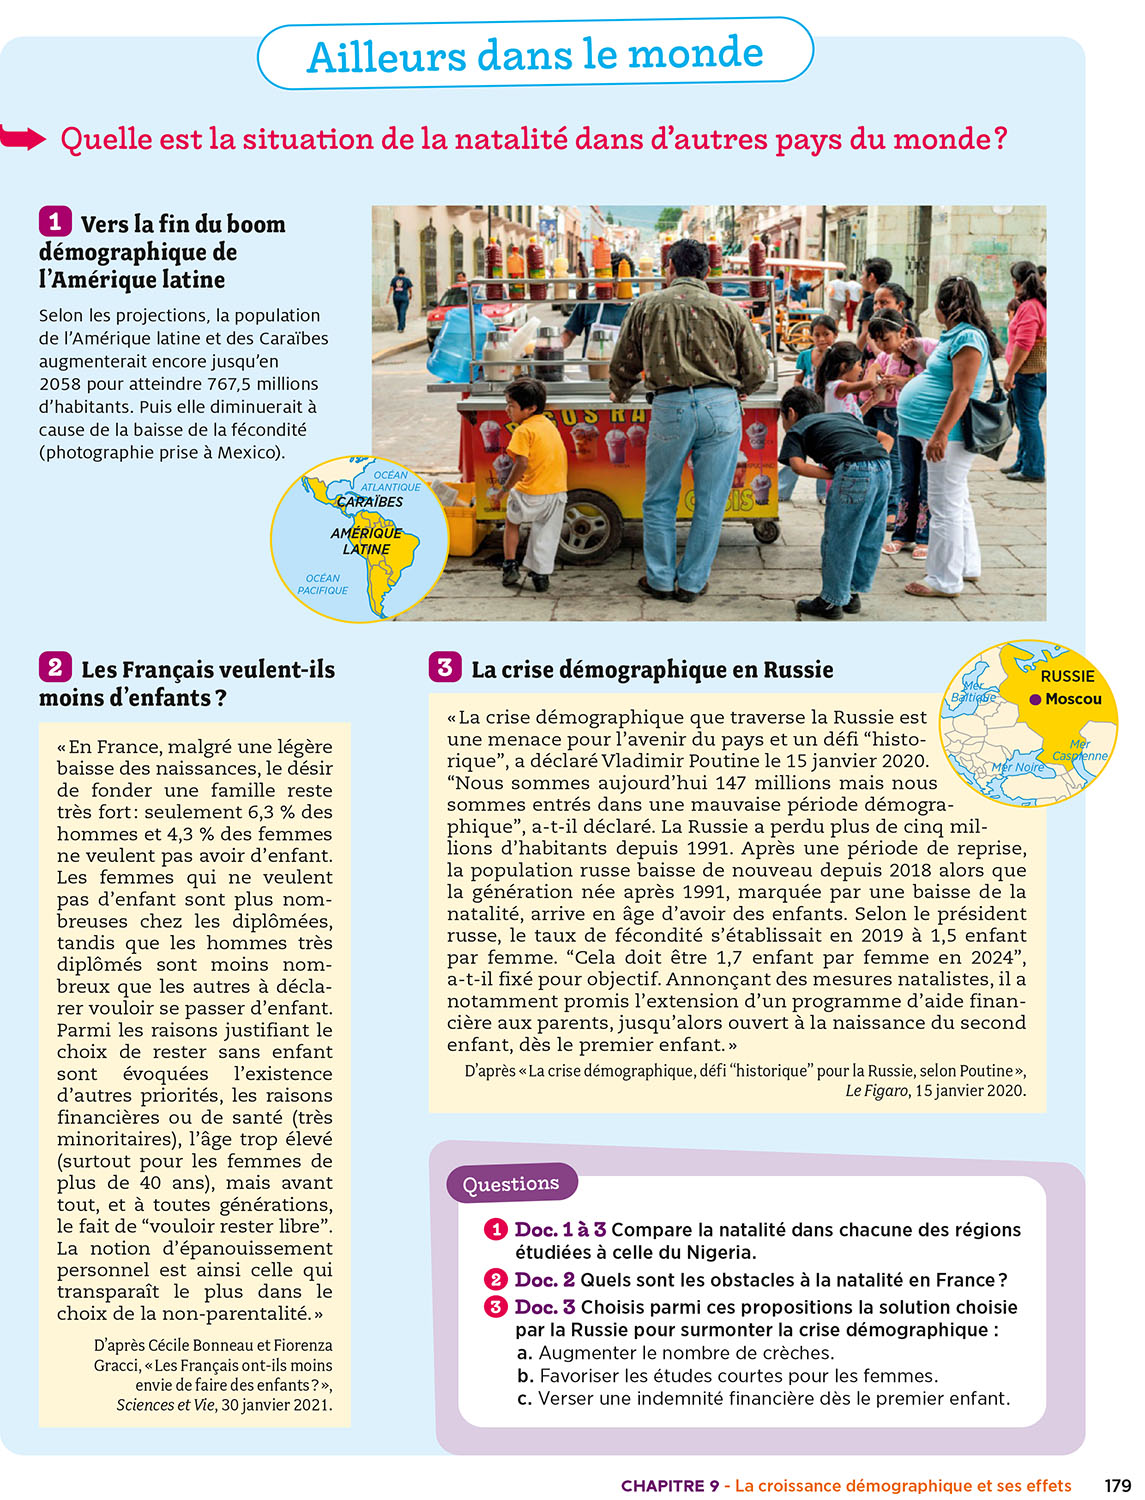 Ailleurs dans le monde
Quelle est la situation de la natalité dans d'autres pays du monde ?
1 Vers la fin du boom
démographique de
l'Amérique latine
Selon les projections, la population
de l'Amérique latine et des Caraïbes
augmenterait encore jusqu'en
2058 pour atteindre 767,5 millions
d'habitants. Puis elle diminuerait à
cause de la baisse de la fécondité
(photographie prise à Mexico).
OCÉAN
ATLANTIQUE
CARAÏBES
AMÉRIQUE
LATINE
OCÉAN
PACIFIQUE
2 Les Français veulent-ils
moins d'enfants ?
« En France, malgré une légère
baisse des naissances, le désir
de fonder une famille reste
très fort : seulement 6,3 % des
hommes et 4,3 % des femmes
ne veulent pas avoir d'enfant.
Les femmes qui ne veulent
pas d'enfant sont plus nom-
breuses chez les diplômées,
tandis que les hommes très
diplômés sont moins nom-
breux que les autres à décla-
rer vouloir se passer d'enfant.
Parmi les raisons justifiant le
choix de rester sans enfant
sont évoquées l'existence
d'autres priorités, les raisons
financières ou de santé (très
minoritaires), l'âge trop élevé
(surtout pour les femmes de
plus de 40 ans), mais avant
tout, et à toutes générations,
le fait de "vouloir rester libre".
La notion d'épanouissement
personnel est ainsi celle qui
transparaît le plus dans le
choix de la non-parentalité. »
D'après Cécile Bonneau et Fiorenza
Gracci, « Les Français ont-ils moins
envie de faire des enfants ? »,
Sciences et Vie, 30 janvier 2021.
3 La crise démographique en Russie
RUSSIE
Moscou
Mer
Baltique
Mer
Caspienne
Mer Noire
« La crise démographique que traverse la Russie est
une menace pour l'avenir du pays et un défi "histo-
rique", a déclaré Vladimir Poutine le 15 janvier 2020.
"Nous sommes aujourd'hui 147 millions mais nous
sommes entrés dans une mauvaise période démogra-
phique", a-t-il déclaré. La Russie a perdu plus de cinq mil-
lions d'habitants depuis 1991. Après une période de reprise,
la population russe baisse de nouveau depuis 2018 alors que
la génération née après 1991, marquée par une baisse de la
natalité, arrive en âge d'avoir des enfants. Selon le président
russe, le taux de fécondité s'établissait en 2019 à 1,5 enfant
par femme. "Cela doit être 1,7 enfant par femme en 2024",
a-t-il fixé pour objectif. Annonçant des mesures natalistes, il a
notamment promis l'extension d'un programme d'aide finan-
cière aux parents, jusqu'alors ouvert à la naissance du second
enfant, dès le premier enfant. »
D'après « La crise démographique, défi "historique" pour la Russie, selon Poutine »,
Le Figaro, 15 janvier 2020.
Questions
1 Doc. 1 à 3 Compare la natalité dans chacune des régions
étudiées à celle du Nigeria.
2 Doc. 2 Quels sont les obstacles à la natalité en France ?
3 Doc. 3 Choisis parmi ces propositions la solution choisie
par la Russie pour surmonter la crise démographique :
a. Augmenter le nombre de crèches.
b. Favoriser les études courtes pour les femmes.
c. Verser une indemnité financière dès le premier enfant.
CHAPITRE 9 - La croissance démographique et ses effets 179